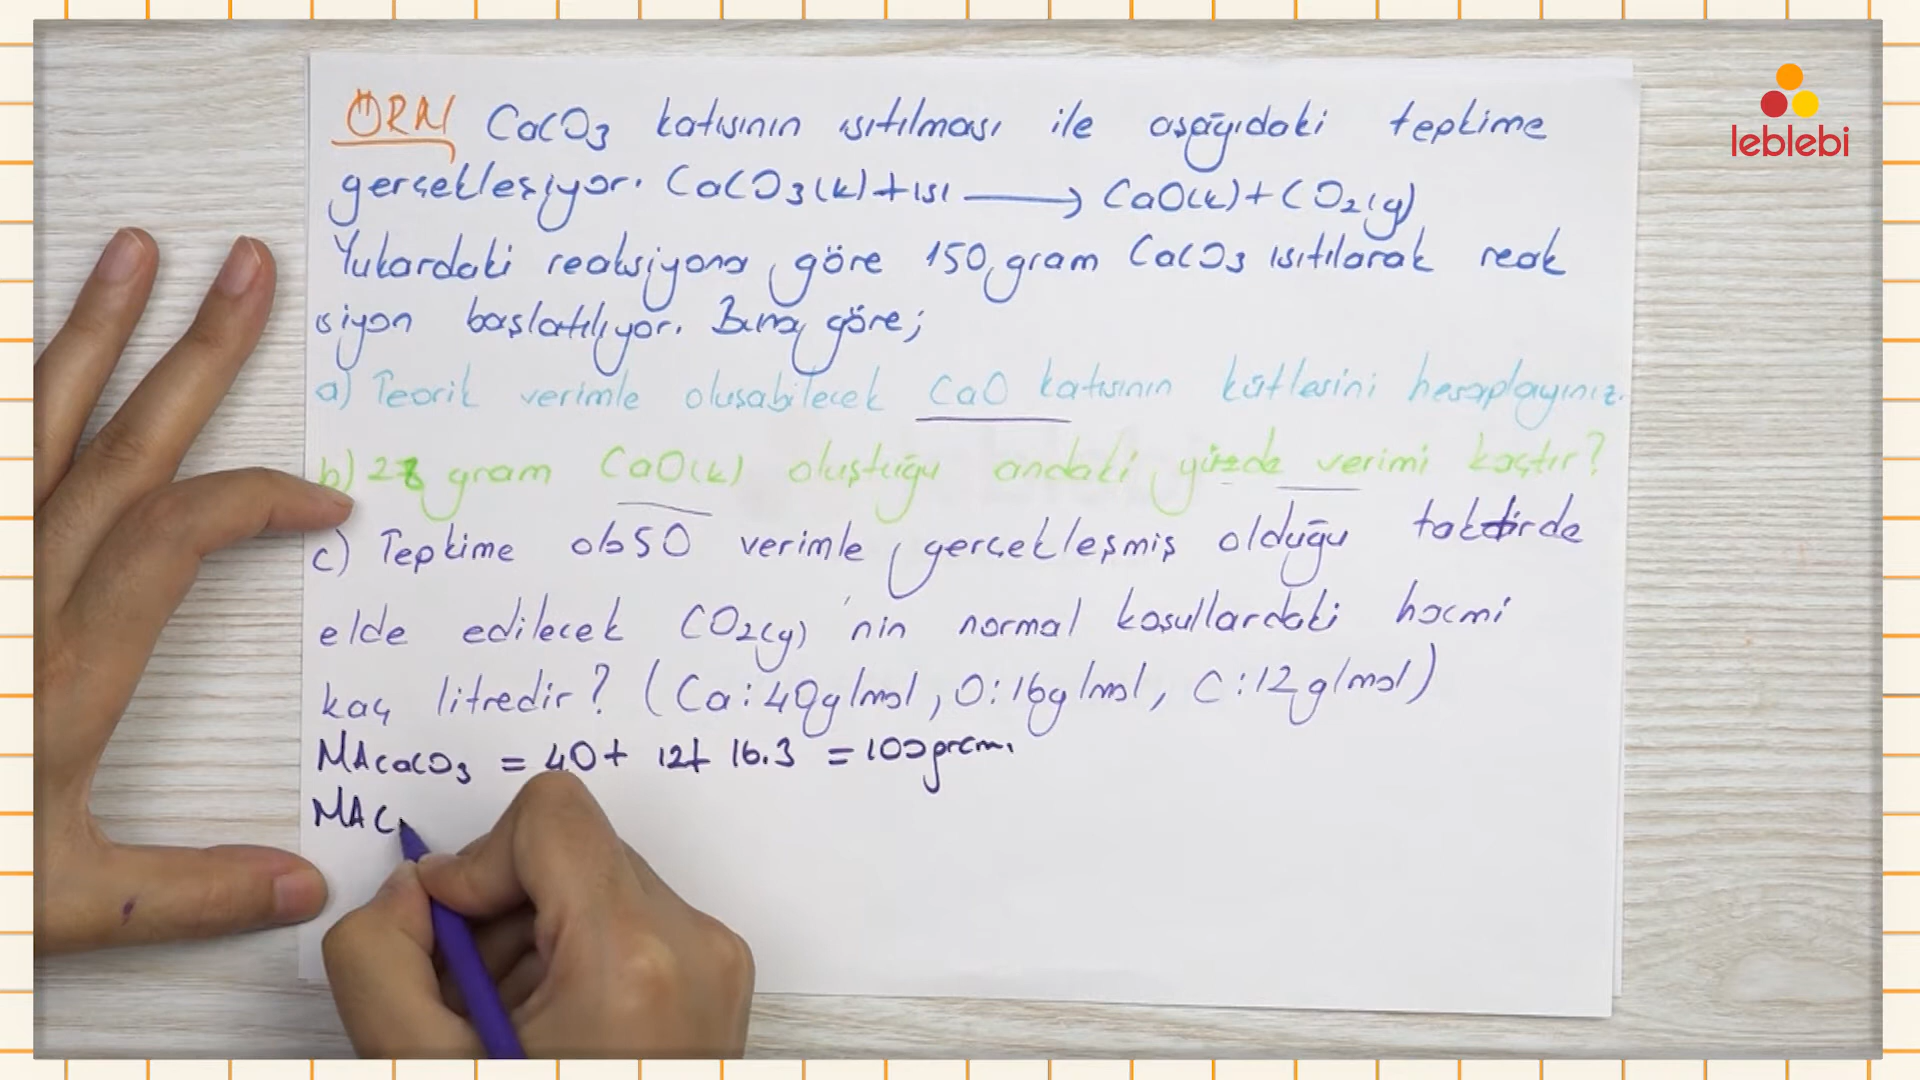 ÖRN CaCO3 katısının ısıtılması ile aşağıdaki tepkime
gerçekleşiyor. CaCO3(k)+ısı → CaO(k)+CO2(g)
Yukardaki reaksiyona göre 150 gram CaCO3 ısıtılarak reak
siyon başlatılıyor. Buna göre;
a) Teorik verimle oluşabilecek CaO katısının kütlesini hesaplayınız.
b) 28 gram CaO(k) oluştuğu andaki yüzde verimi kaçtır?
c) Tepkime %50 verimle gerçekleşmiş olduğu taktirde
elde edilecek CO2(g)'nin normal koşullardaki hacmi
kaç litredir? (Ca:40g/mol, O:16g/mol, C:12g/mol)
MACaCO3 = 40+ 12+ 16.3 = 100gram.
MAC
leblebi